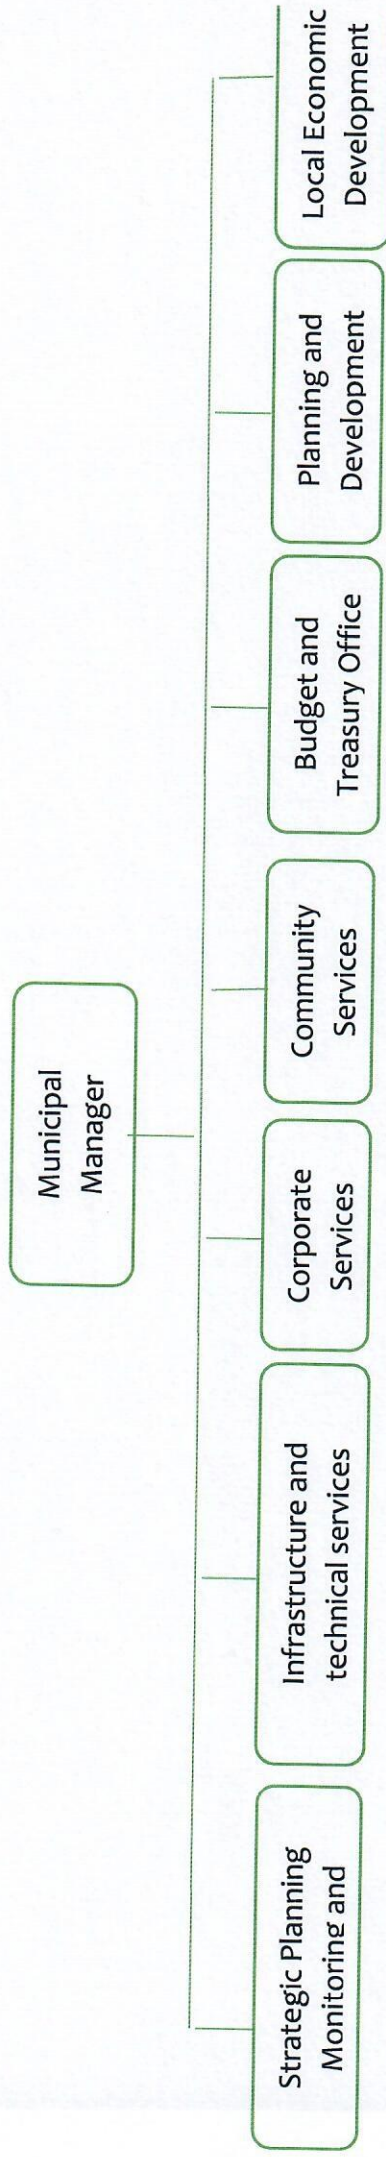 Municipal
Manager
Strategic Planning
Monitoring and
Infrastructure and
technical services
Corporate
Services
Community
Services
Budget and
Treasury Office
Planning and
Development
Local Economic
Development